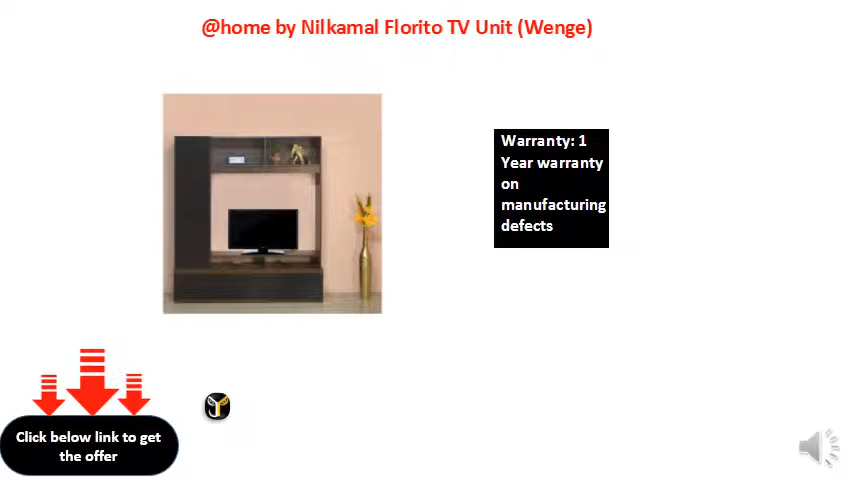 @home by Nilkamal Florito TV Unit (Wenge)
Warranty: 1
Year warranty
on
manufacturing
defects
Click below link to get
the offer